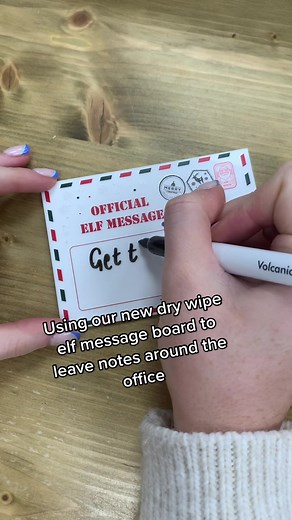 OFFICIAL
ELF MESSAGE
MERRY
Get t
Volcanic
Using our new dry wipe
elf message board to
leave notes around the
office